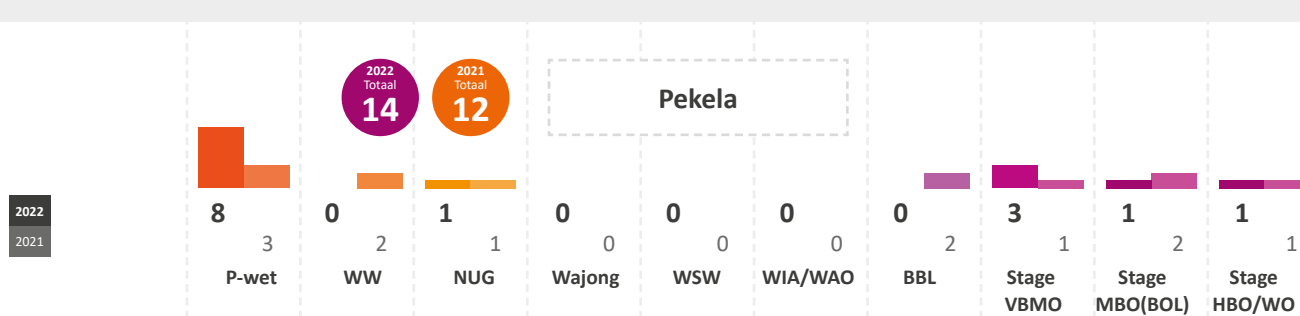 2022
Totaal
14
2021
Totaal
12
Pekela
2022 8 0 1 0 0 0 0 3 1 1
2021 3 2 1 0 0 0 2 1 2 1
P-wet WW NUG Wajong WSW WIA/WAO BBL Stage VBMO Stage MBO(BOL) Stage HBO/WO